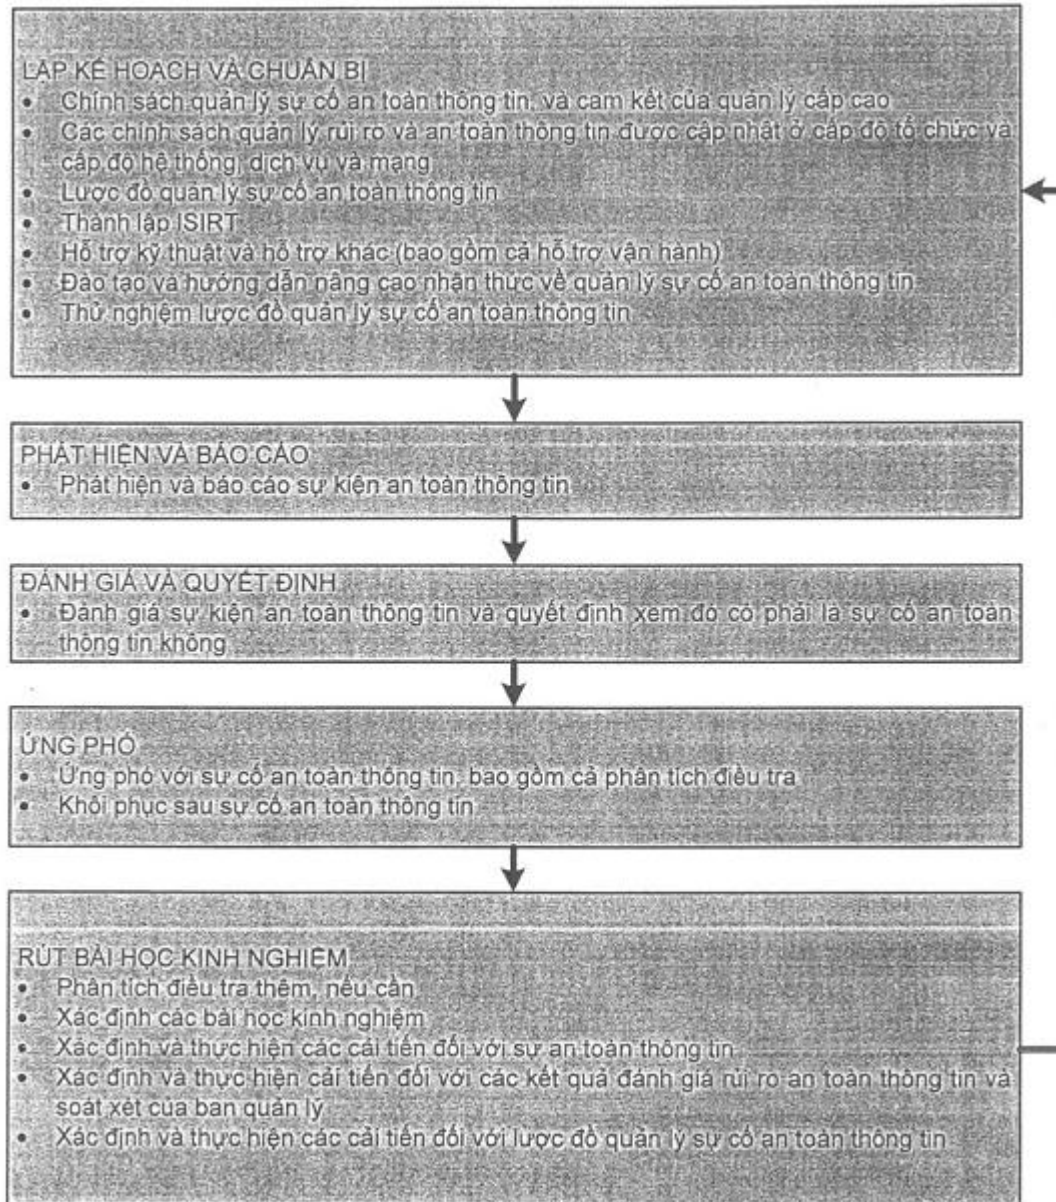 LẬP KẾ HOẠCH VÀ CHUẨN BỊ
• Chính sách quản lý sự cố an toàn thông tin, và cam kết của quản lý cấp cao
• Các chính sách quản lý rủi ro và an toàn thông tin được cập nhật ở cấp độ tổ chức và
cấp độ hệ thống, dịch vụ và mạng
• Lược đồ quản lý sự cố an toàn thông tin
• Thành lập ISIRT
• Hỗ trợ kỹ thuật và hỗ trợ khác (bao gồm cả hỗ trợ vận hành)
• Đào tạo và hướng dẫn nâng cao nhận thức về quản lý sự cố an toàn thông tin
• Thử nghiệm lược đồ quản lý sự cố an toàn thông tin
PHÁT HIỆN VÀ BÁO CÁO
• Phát hiện và báo cáo sự kiện an toàn thông tin
ĐÁNH GIÁ VÀ QUYẾT ĐỊNH
• Đánh giá sự kiện an toàn thông tin và quyết định xem đó có phải là sự cố an toàn
thông tin không
ỨNG PHÓ
• Ứng phó với sự cố an toàn thông tin, bao gồm cả phân tích điều tra
• Khôi phục sau sự cố an toàn thông tin
RÚT BÀI HỌC KINH NGHIỆM
• Phân tích điều tra thêm, nếu cần
• Xác định các bài học kinh nghiệm
• Xác định và thực hiện các cải tiến đối với sự an toàn thông tin
• Xác định và thực hiện cải tiến đối với các kết quả đánh giá rủi ro an toàn thông tin và
soát xét của ban quản lý
• Xác định và thực hiện các cải tiến đối với lược đồ quản lý sự cố an toàn thông tin